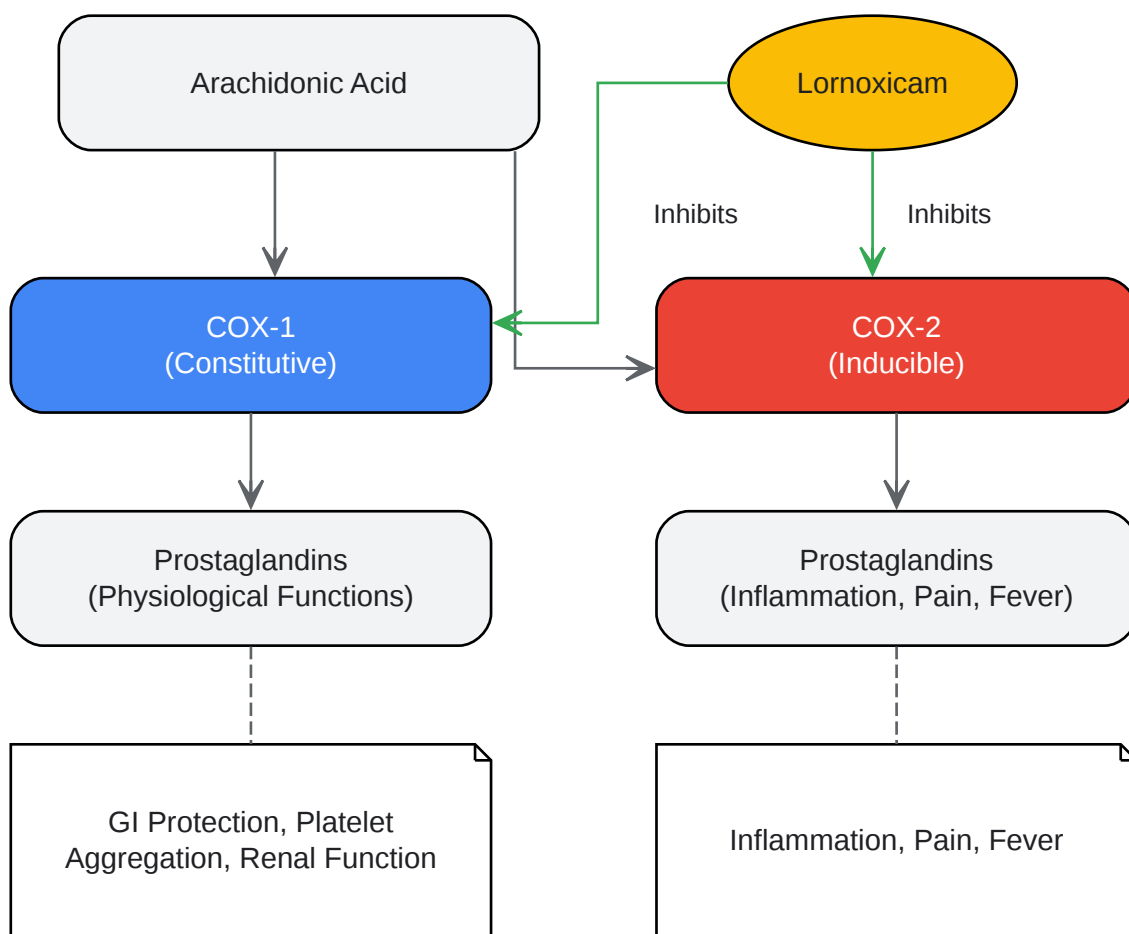 Arachidonic Acid
Lornoxicam
Inhibits
Inhibits
COX-1
(Constitutive)
COX-2
(Inducible)
Prostaglandins
(Physiological Functions)
Prostaglandins
(Inflammation, Pain, Fever)
GI Protection, Platelet
Aggregation, Renal Function
Inflammation, Pain, Fever